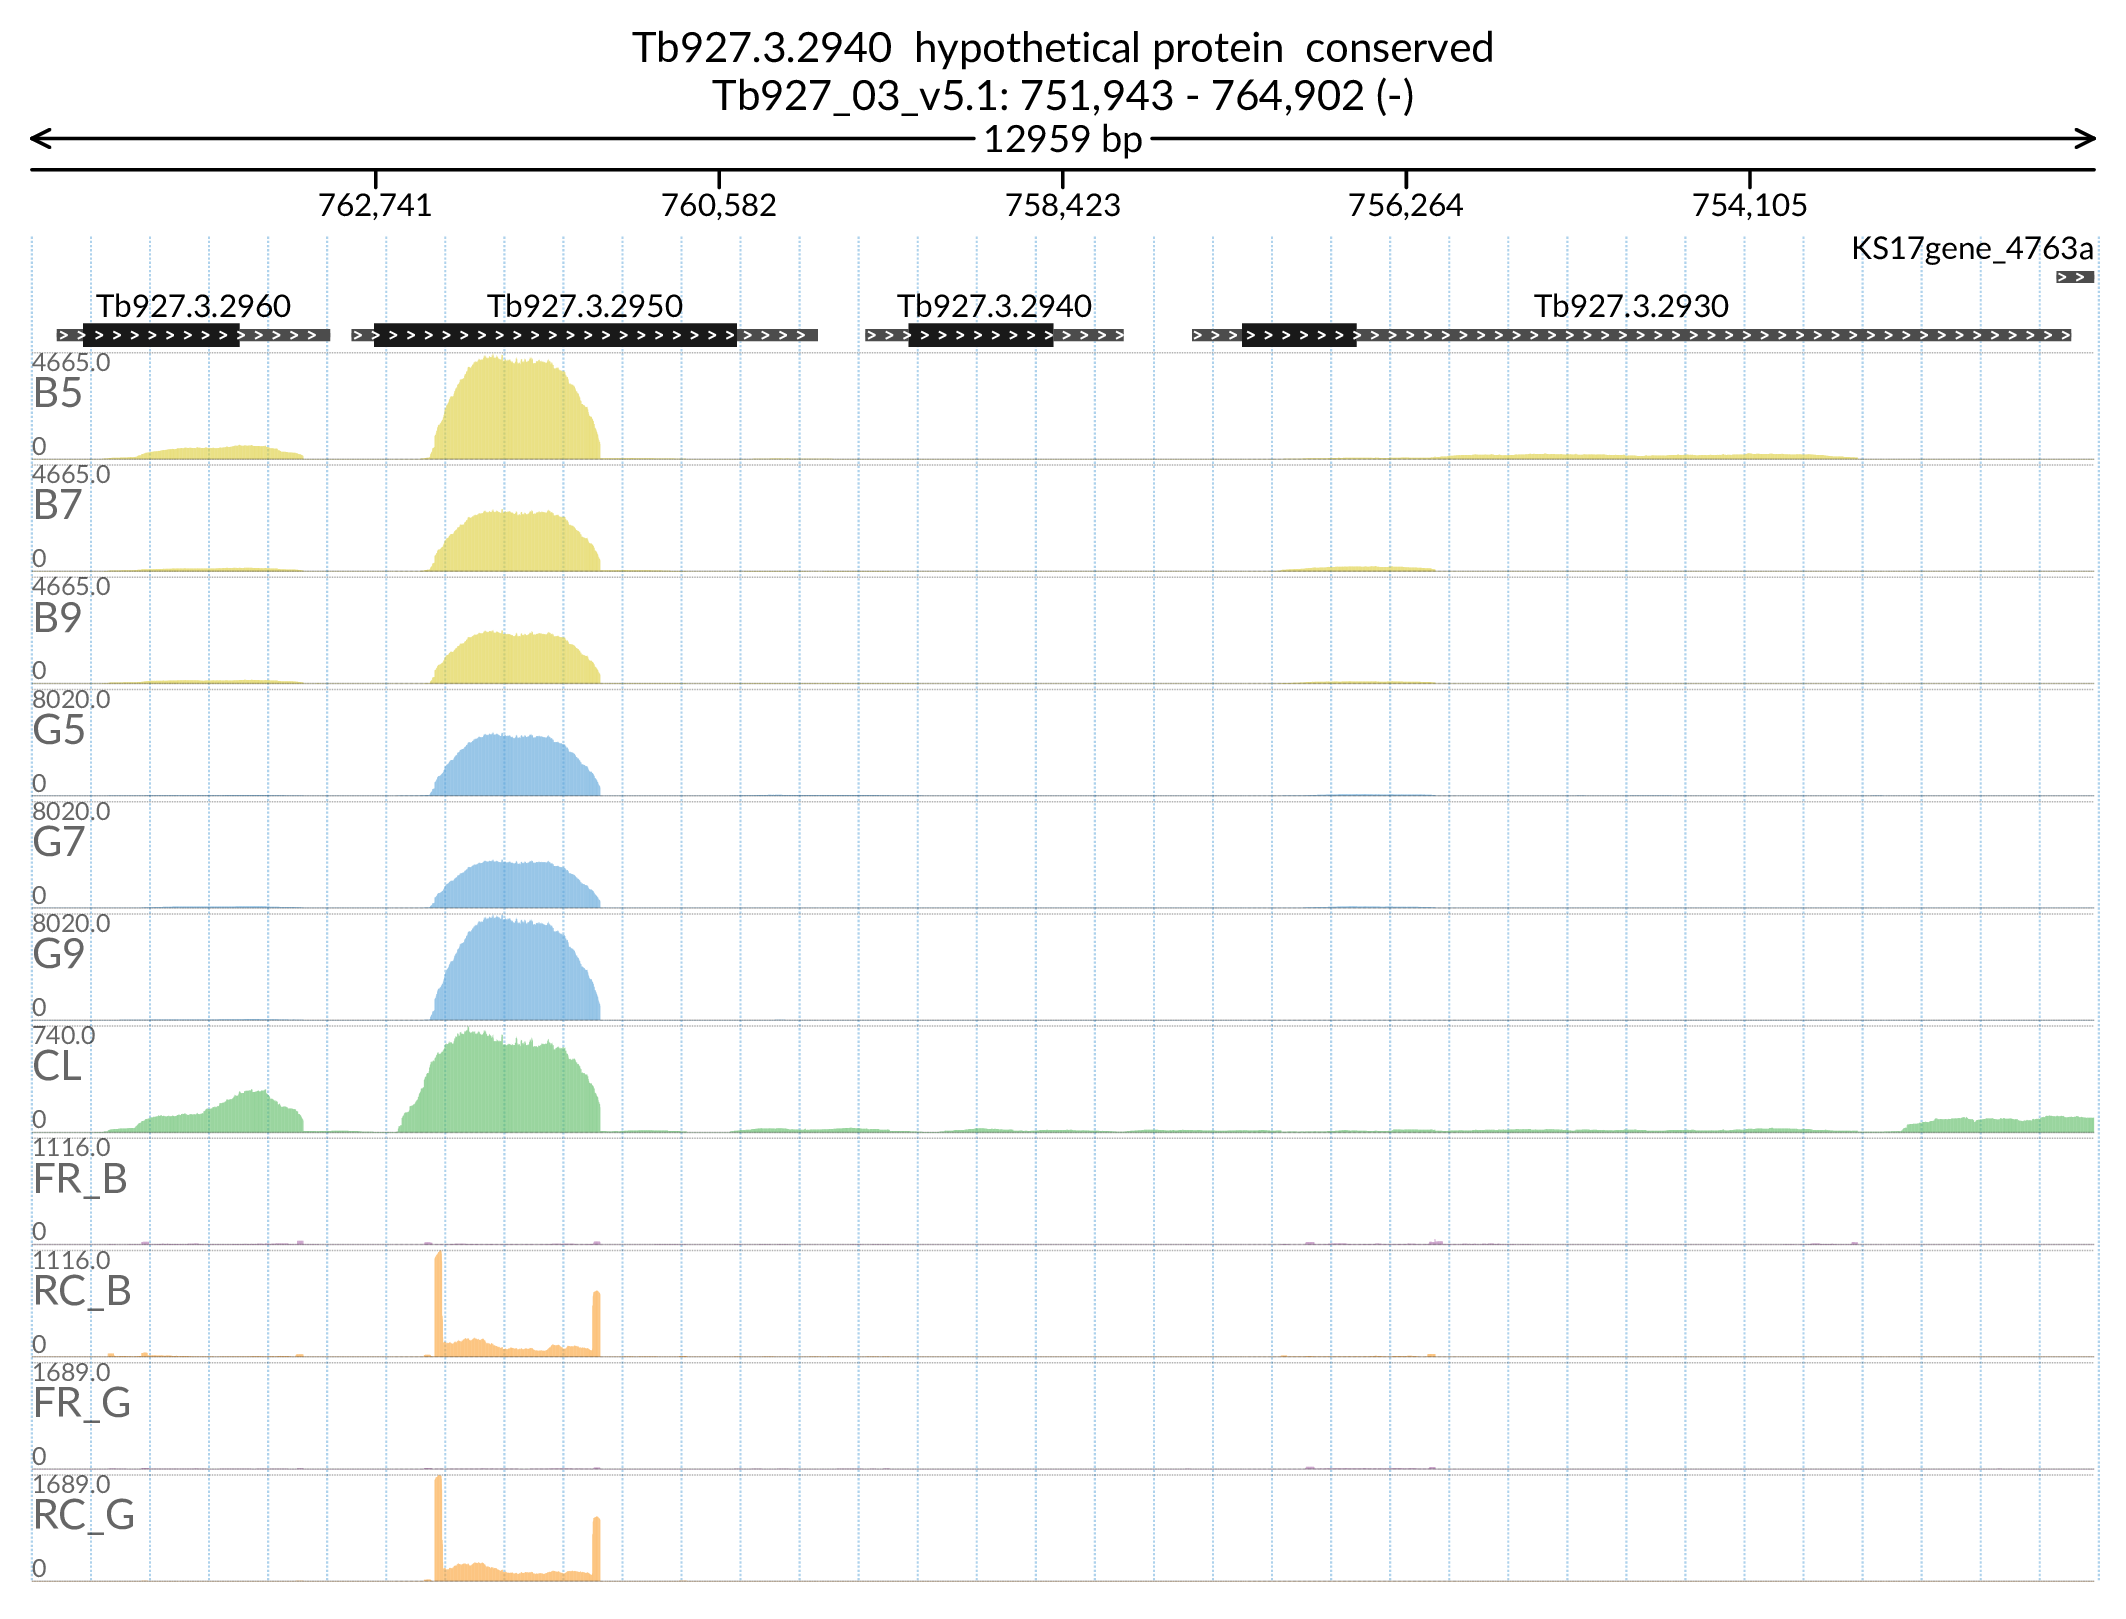 Tb927.3.2940  hypothetical protein  conserved
Tb927_03_v5.1: 751,943 - 764,902 (-)
12959 bp
762,741 760,582 758,423 756,264 754,105
KS17gene_4763a
Tb927.3.2960 Tb927.3.2950 Tb927.3.2940 Tb927.3.2930
4665.0
B5
0
4665.0
B7
0
4665.0
B9
0
8020.0
G5
0
8020.0
G7
0
8020.0
G9
0
740.0
CL
0
1116.0
FR_B
0
1116.0
RC_B
0
1689.0
FR_G
0
1689.0
RC_G
0